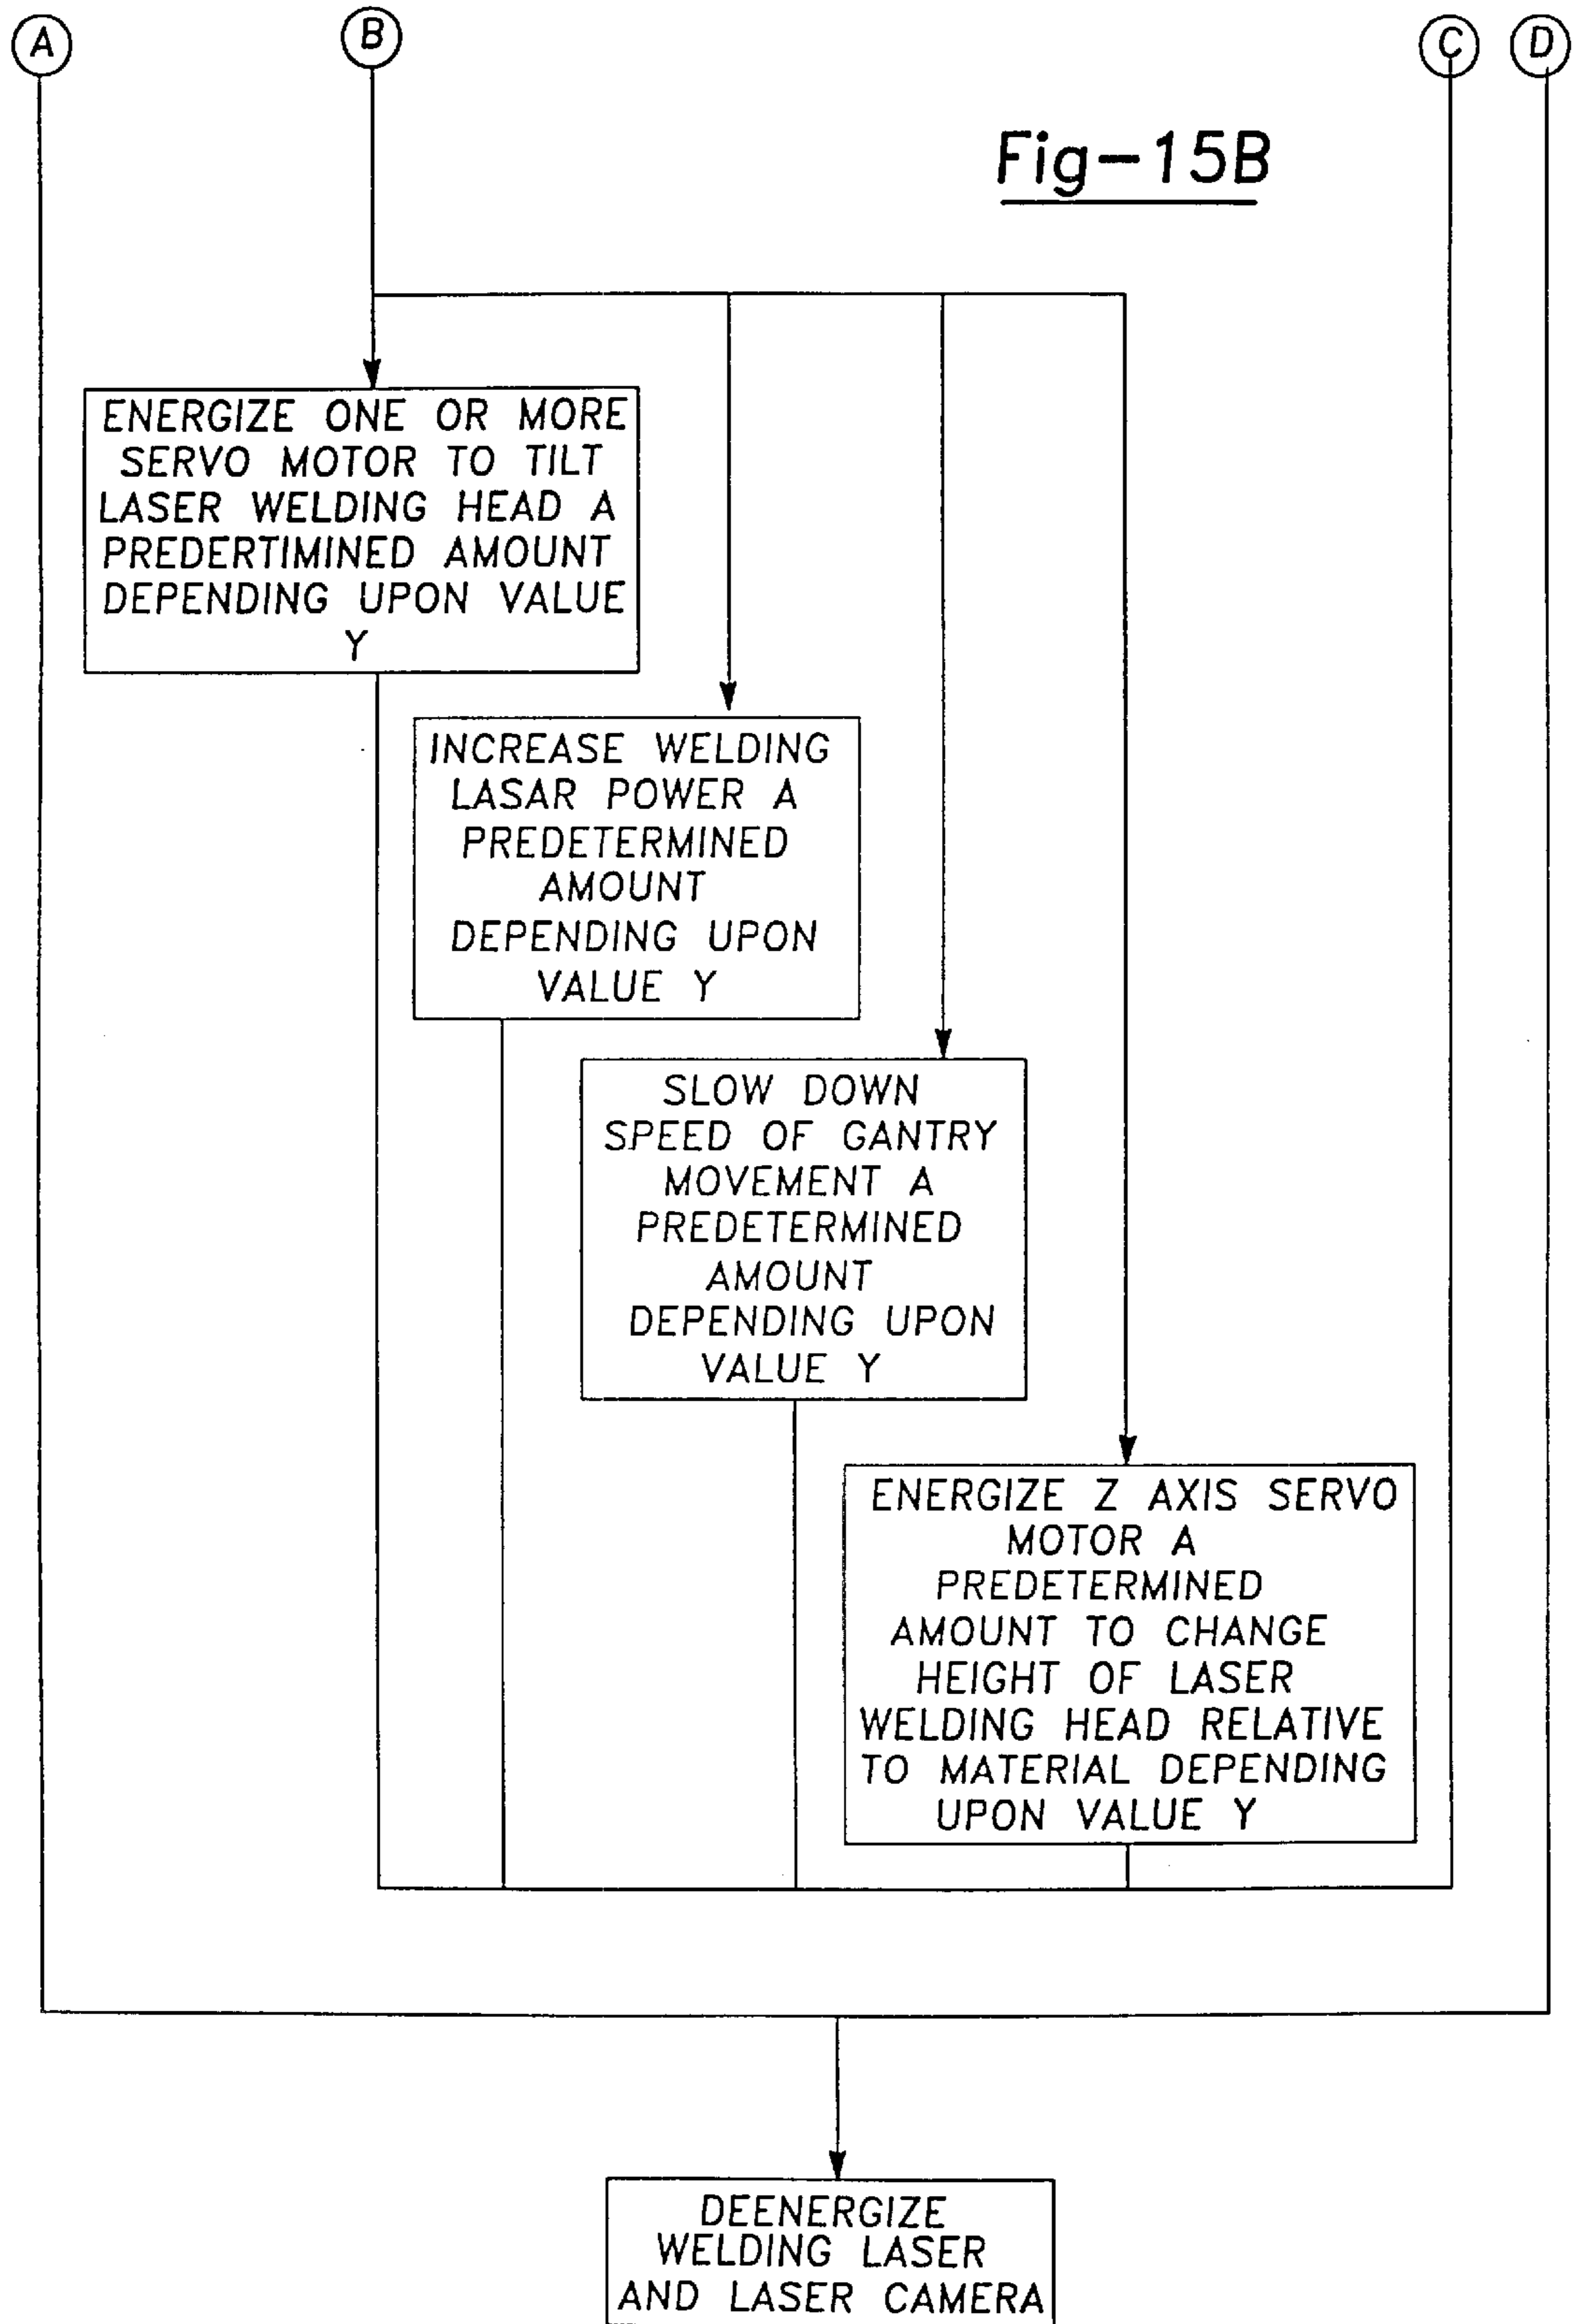 A
B
C
D
Fig-15B
ENERGIZE ONE OR MORE
SERVO MOTOR TO TILT
LASER WELDING HEAD A
PREDERTIMINED AMOUNT
DEPENDING UPON VALUE
Y
INCREASE WELDING
LASAR POWER A
PREDETERMINED
AMOUNT
DEPENDING UPON
VALUE Y
SLOW DOWN
SPEED OF GANTRY
MOVEMENT A
PREDETERMINED
AMOUNT
DEPENDING UPON
VALUE Y
ENERGIZE Z AXIS SERVO
MOTOR A
PREDETERMINED
AMOUNT TO CHANGE
HEIGHT OF LASER
WELDING HEAD RELATIVE
TO MATERIAL DEPENDING
UPON VALUE Y
DEENERGIZE
WELDING LASER
AND LASER CAMERA